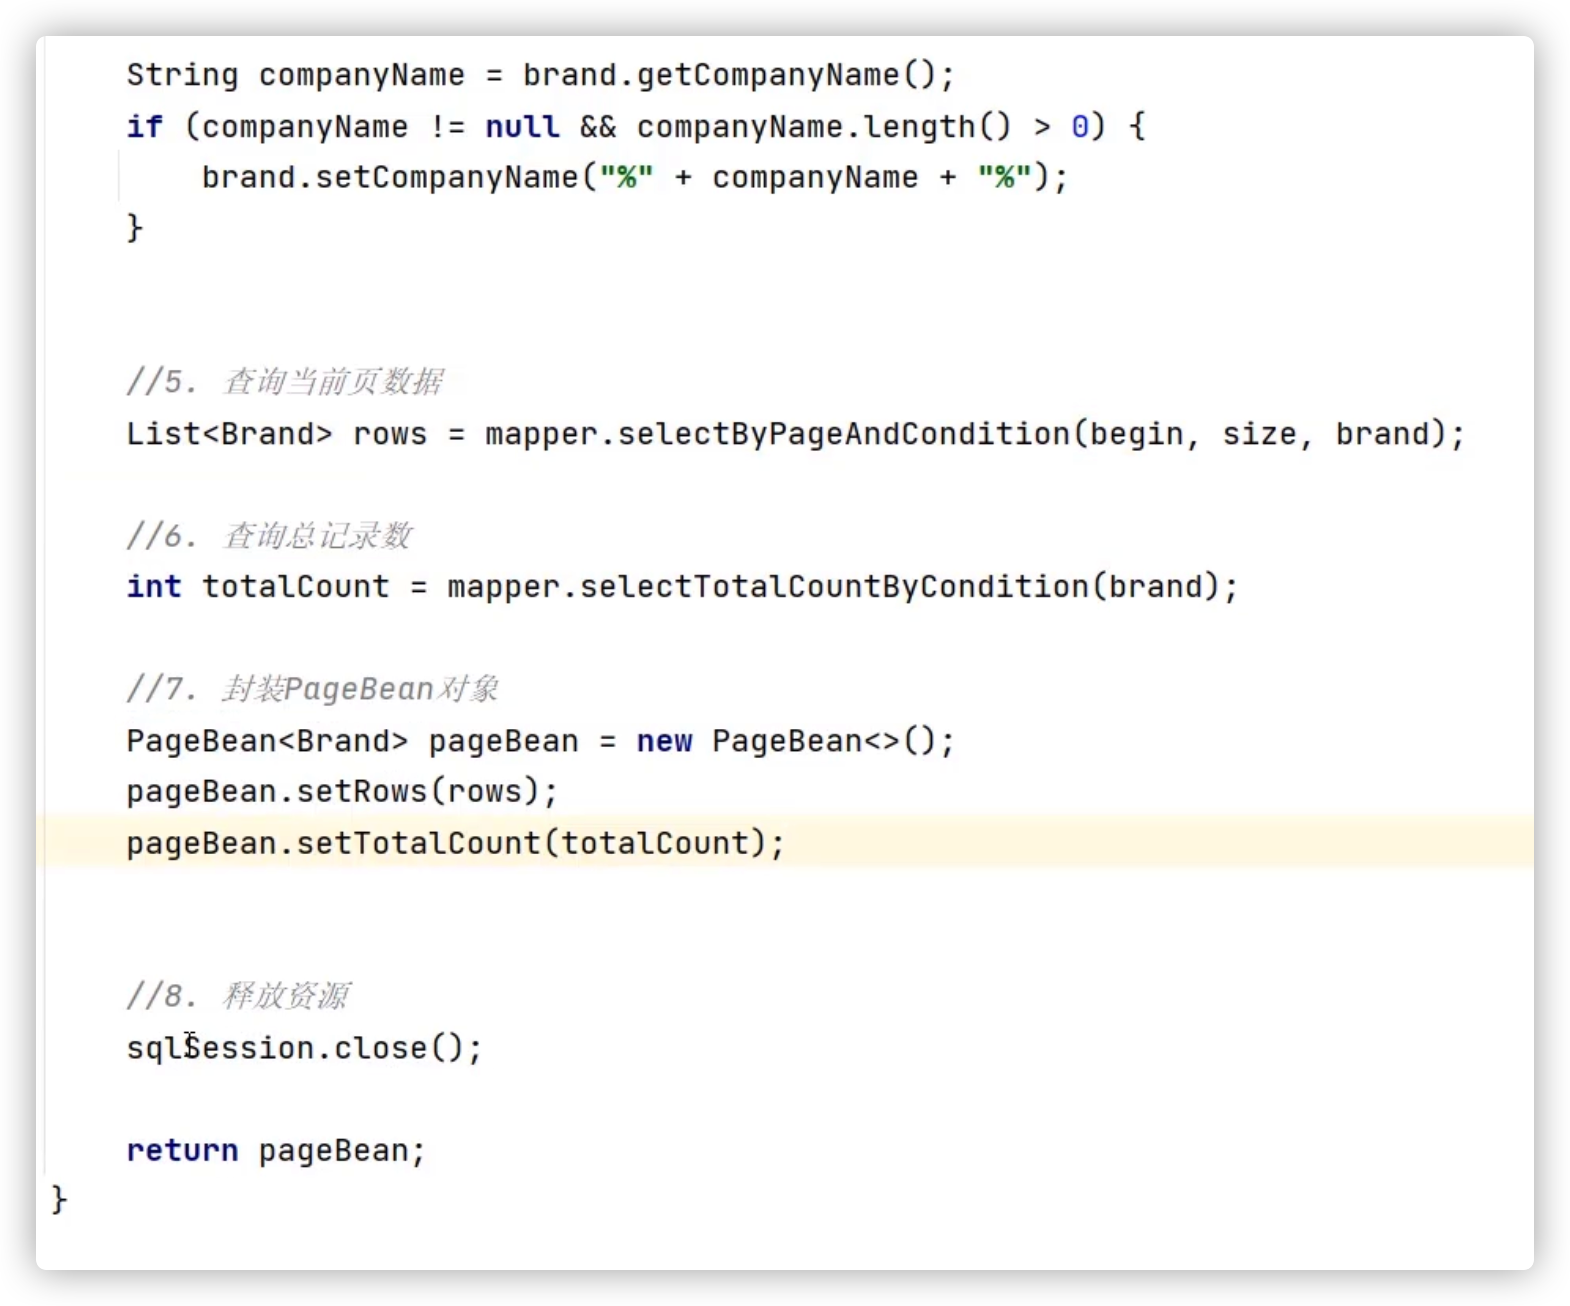 String companyName = brand.getCompanyName();
if (companyName != null && companyName.length() > 0) {
    brand.setCompanyName("%" + companyName + "%");
}
//5. 查询当前页数据
List<Brand> rows = mapper.selectByPageAndCondition(begin, size, brand);
//6. 查询总记录数
int totalCount = mapper.selectTotalCountByCondition(brand);
//7. 封装PageBean对象
PageBean<Brand> pageBean = new PageBean<>();
pageBean.setRows(rows);
pageBean.setTotalCount(totalCount);
//8. 释放资源
sqlSession.close();
return pageBean;
}